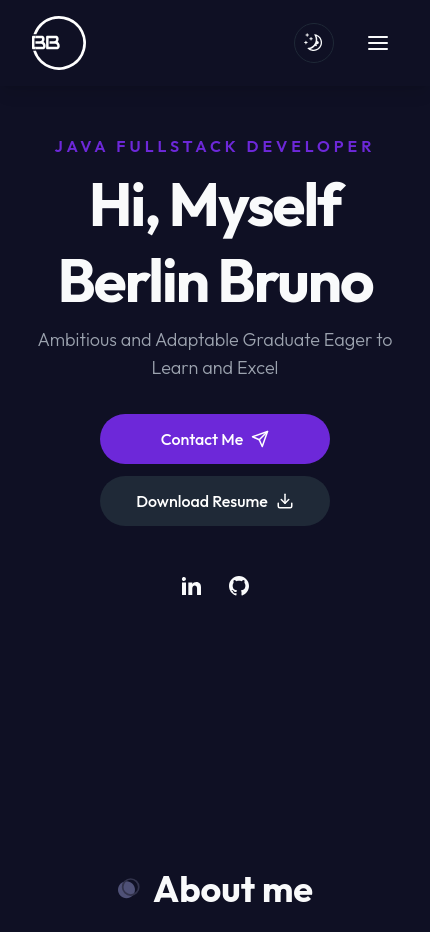 BB
JAVA FULLSTACK DEVELOPER
Hi, Myself
Berlin Bruno
Ambitious and Adaptable Graduate Eager to
Learn and Excel
Contact Me
Download Resume
in
About me